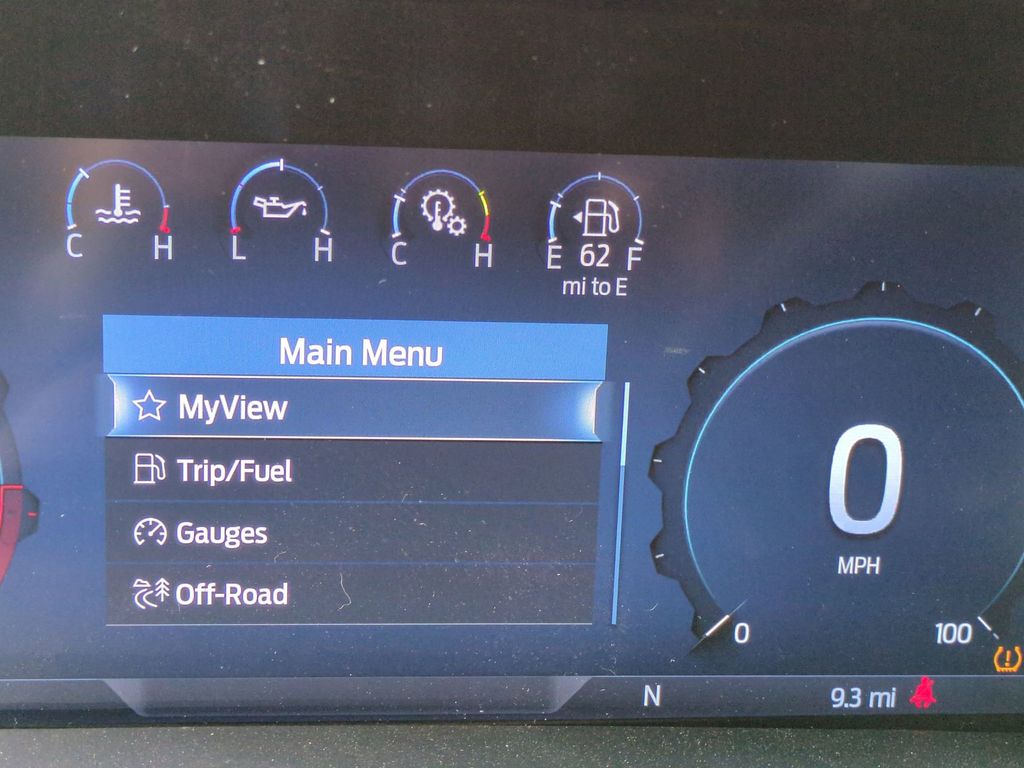 C H L H C H E 62 F
mi to E
Main Menu
MyView
Trip/Fuel
Gauges
Off-Road
0
MPH
0 100
N 9.3 mi